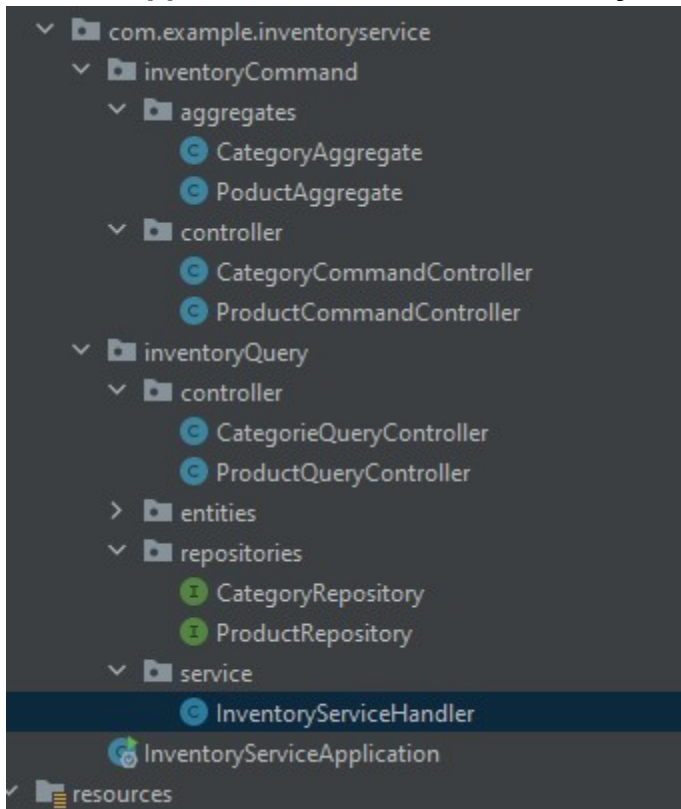 com.example.inventoryservice
inventoryCommand
aggregates
CategoryAggregate
PoductAggregate
controller
CategoryCommandController
ProductCommandController
inventoryQuery
controller
CategorieQueryController
ProductQueryController
entities
repositories
CategoryRepository
ProductRepository
service
InventoryServiceHandler
InventoryServiceApplication
resources